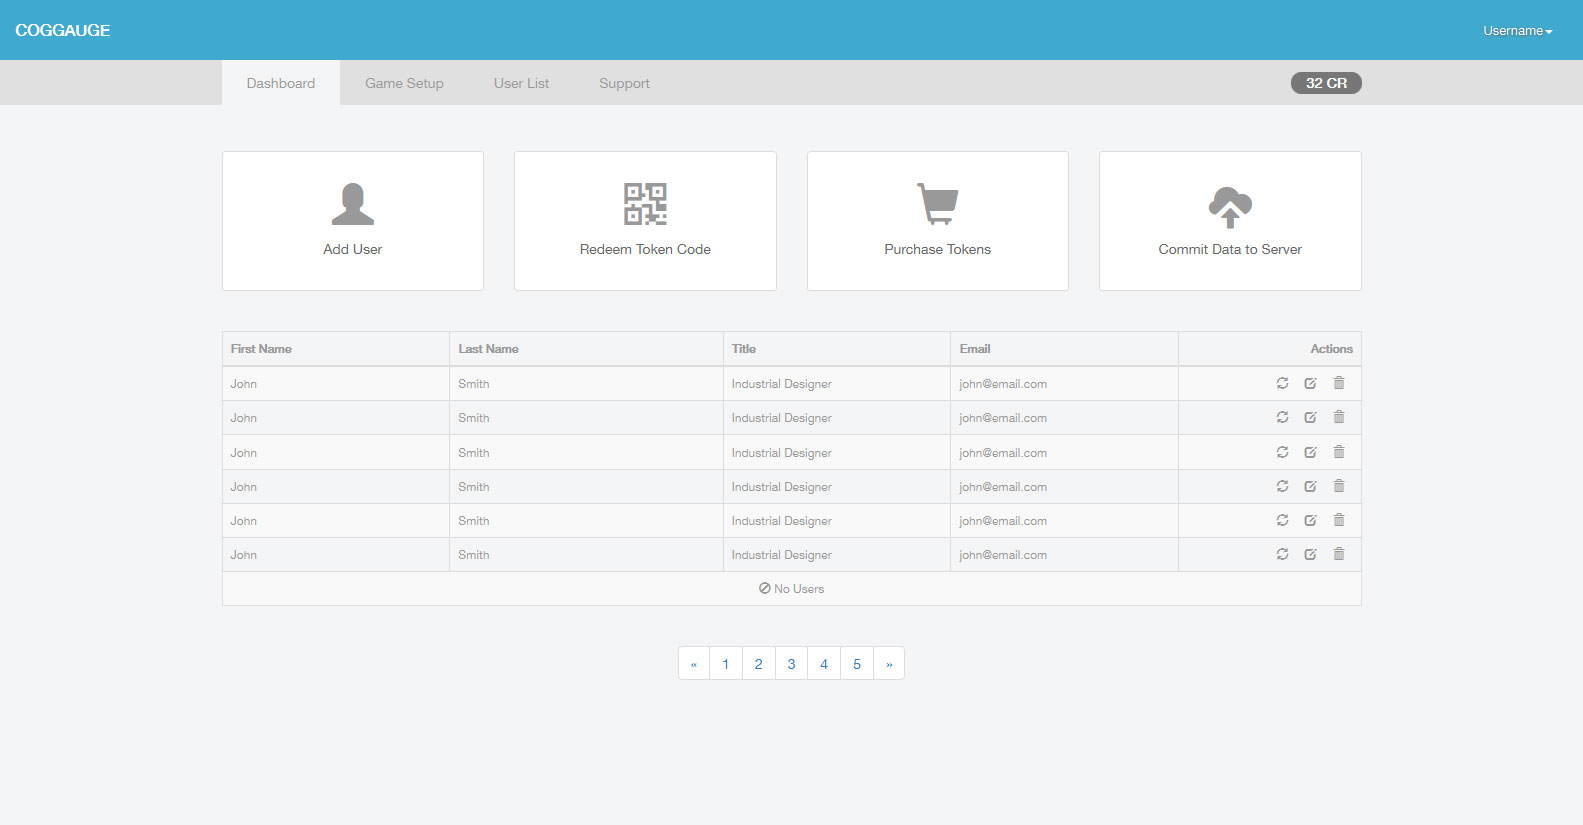 COGGAUGE Username
Dashboard Game Setup User List Support 32 CR
Add User Redeem Token Code Purchase Tokens Commit Data to Server
First Name Last Name Title Email Actions
John Smith Industrial Designer john@email.com
John Smith Industrial Designer john@email.com
John Smith Industrial Designer john@email.com
John Smith Industrial Designer john@email.com
John Smith Industrial Designer john@email.com
John Smith Industrial Designer john@email.com
No Users
« 1 2 3 4 5 »